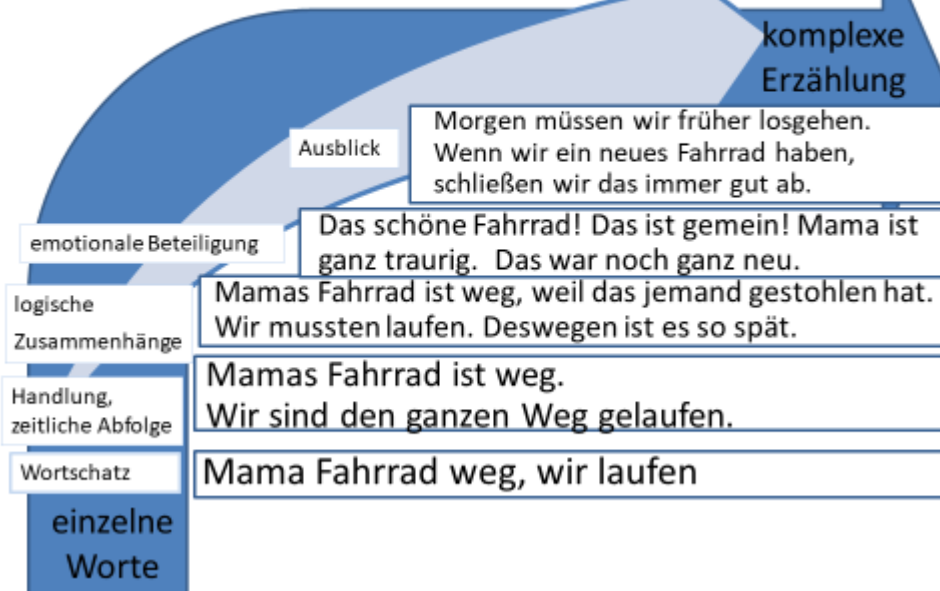 komplexe
Erzählung
Ausblick
Morgen müssen wir früher losgehen.
Wenn wir ein neues Fahrrad haben,
schließen wir das immer gut ab.
emotionale Beteiligung
Das schöne Fahrrad! Das ist gemein! Mama ist
ganz traurig. Das war noch ganz neu.
logische
Zusammenhänge
Mamas Fahrrad ist weg, weil das jemand gestohlen hat.
Wir mussten laufen. Deswegen ist es so spät.
Handlung,
zeitliche Abfolge
Mamas Fahrrad ist weg.
Wir sind den ganzen Weg gelaufen.
Wortschatz
Mama Fahrrad weg, wir laufen
einzelne
Worte